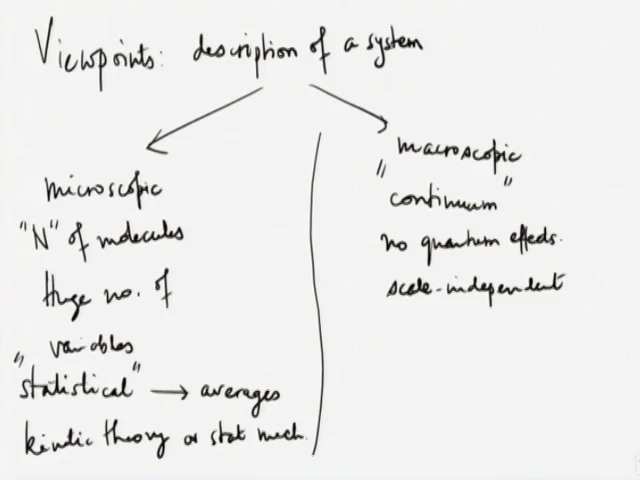 Viewpoints: description of a system
microscopic
"N" of molecules
Huge no. of
variables
"statistical" → averages
kinetic theory or stat mech.
macroscopic
"continuum"
no quantum effects.
scale-independent